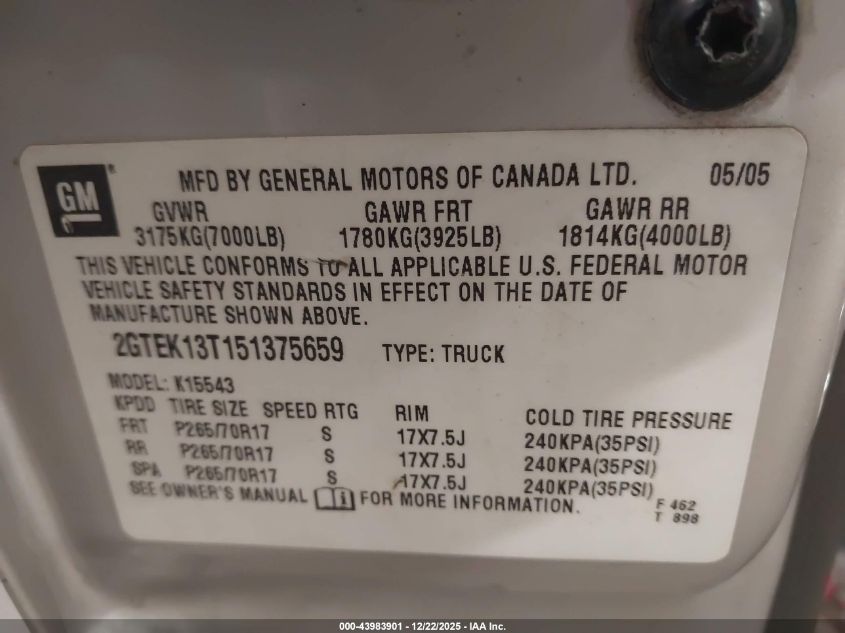 GM
MFD BY GENERAL MOTORS OF CANADA LTD. 05/05
GVWR GAWR FRT GAWR RR
3175KG(7000LB) 1780KG(3925LB) 1814KG(4000LB)
THIS VEHICLE CONFORMS TO ALL APPLICABLE U.S. FEDERAL MOTOR
VEHICLE SAFETY STANDARDS IN EFFECT ON THE DATE OF
MANUFACTURE SHOWN ABOVE.
2GTEK13T151375659 TYPE: TRUCK
MODEL: K15543
KPDD TIRE SIZE SPEED RTG RIM COLD TIRE PRESSURE
FRT P265/70R17 S 17X7.5J 240KPA(35PSI)
RR P265/70R17 S 17X7.5J 240KPA(35PSI)
SPA P265/70R17 S 17X7.5J 240KPA(35PSI)
SEE OWNER'S MANUAL i FOR MORE INFORMATION.
F 462
T 898
000-43983901 - 12/22/2025 - IAA Inc.